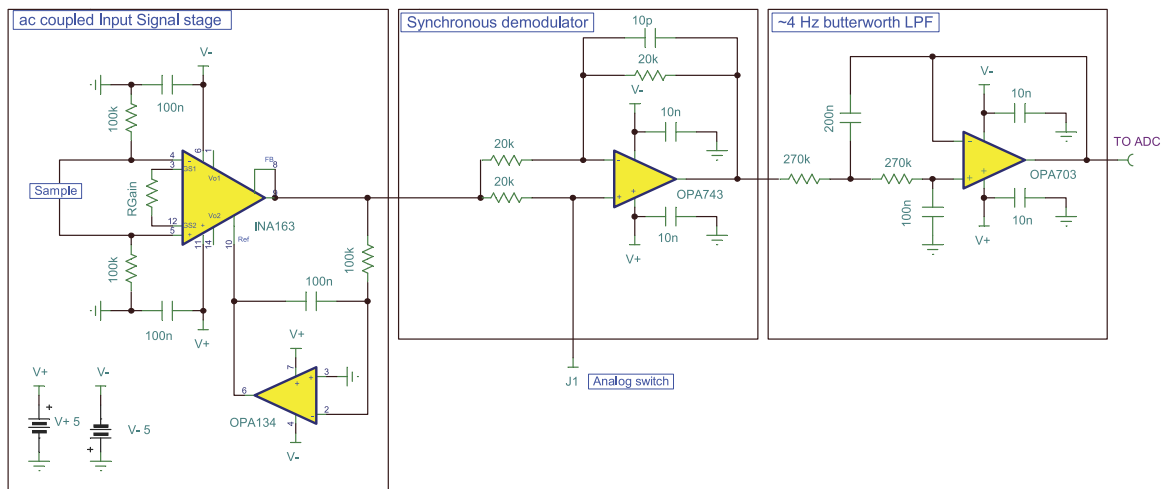 ac coupled Input Signal stage
V-
100n
100k
4
3
6
1
-
GS1
Vo1
FB
8
9
Sample
RGain
12
5
GS2
Vo2
+
INA163
11
14
10
Ref
100k
100n
V+
100k
100n
V+
7
+
3
6
2
-
OPA134
4
V-
V+
+
V+ 5
V-
V- 5
+
Synchronous demodulator
10p
20k
V-
10n
20k
20k
-
+
+
OPA743
10n
V+
J1
Analog switch
~4 Hz butterworth LPF
200n
V-
10n
270k
270k
-
+
+
OPA703
100n
10n
V+
TO ADC